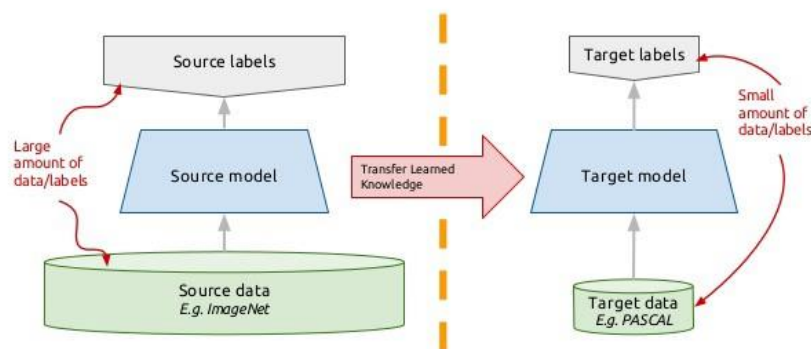 Source labels
Large
amount of
data/labels
Source model
Source data
E.g. ImageNet
Transfer Learned
Knowledge
Target labels
Small
amount of
data/labels
Target model
Target data
E.g. PASCAL